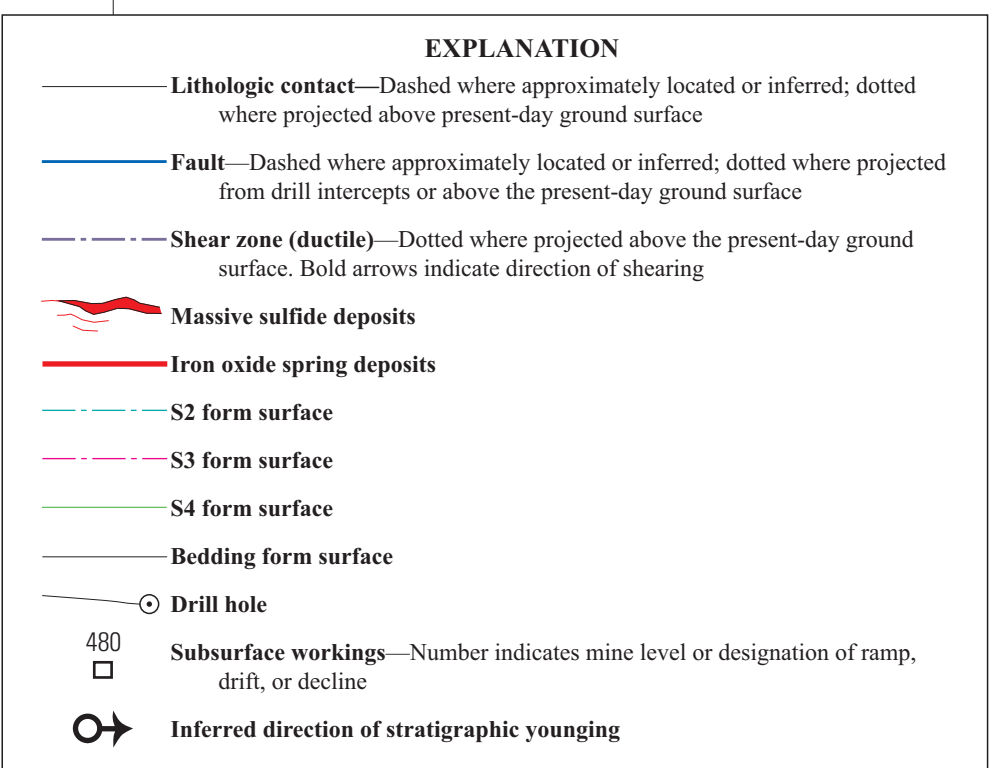 EXPLANATION
Lithologic contact—Dashed where approximately located or inferred; dotted
where projected above present-day ground surface
Fault—Dashed where approximately located or inferred; dotted where projected
from drill intercepts or above the present-day ground surface
Shear zone (ductile)—Dotted where projected above the present-day ground
surface. Bold arrows indicate direction of shearing
Massive sulfide deposits
Iron oxide spring deposits
S2 form surface
S3 form surface
S4 form surface
Bedding form surface
Drill hole
480
Subsurface workings—Number indicates mine level or designation of ramp,
drift, or decline
Inferred direction of stratigraphic younging